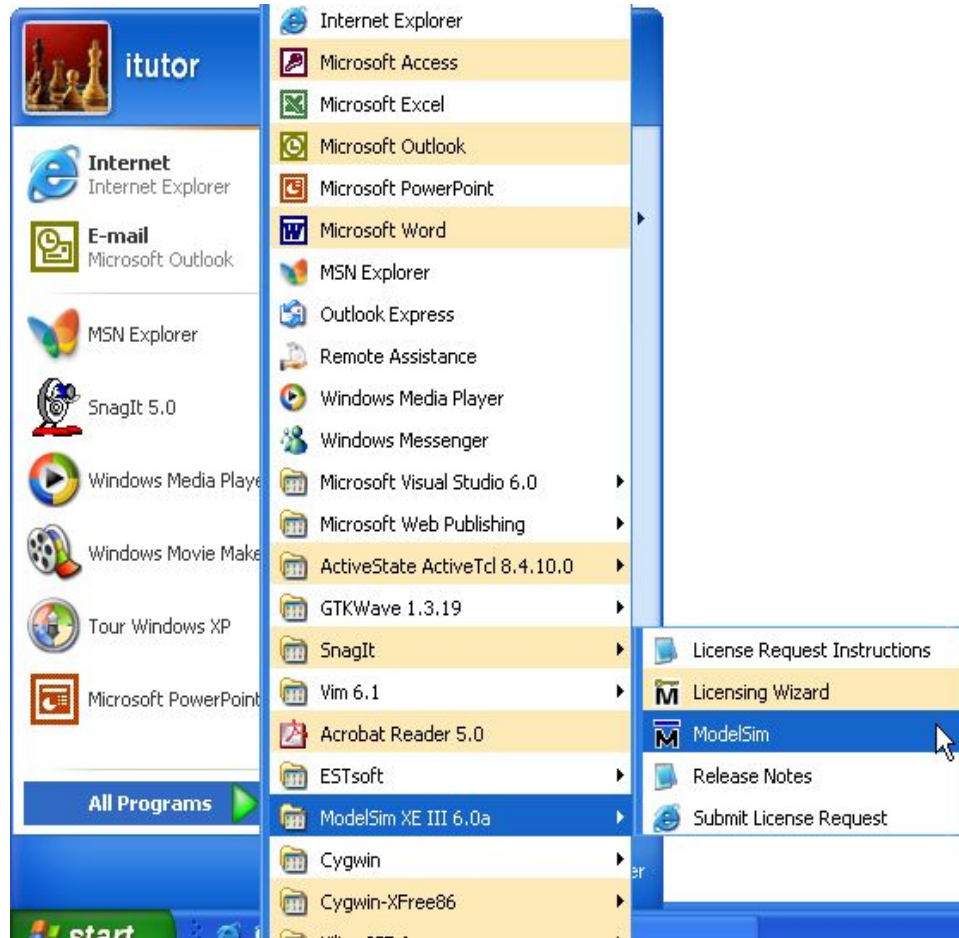 itutor
Internet
Internet Explorer
E-mail
Microsoft Outlook
MSN Explorer
SnagIt 5.0
Windows Media Playe
Windows Movie Make
Tour Windows XP
Microsoft PowerPoint
All Programs
start
Internet Explorer
Microsoft Access
Microsoft Excel
Microsoft Outlook
Microsoft PowerPoint
Microsoft Word
MSN Explorer
Outlook Express
Remote Assistance
Windows Media Player
Windows Messenger
Microsoft Visual Studio 6.0
Microsoft Web Publishing
ActiveState ActiveTcl 8.4.10.0
GTKWave 1.3.19
SnagIt
Vim 6.1
Acrobat Reader 5.0
ESTsoft
ModelSim XE III 6.0a
Cygwin
Cygwin-XFree86
License Request Instructions
Licensing Wizard
ModelSim
Release Notes
Submit License Request